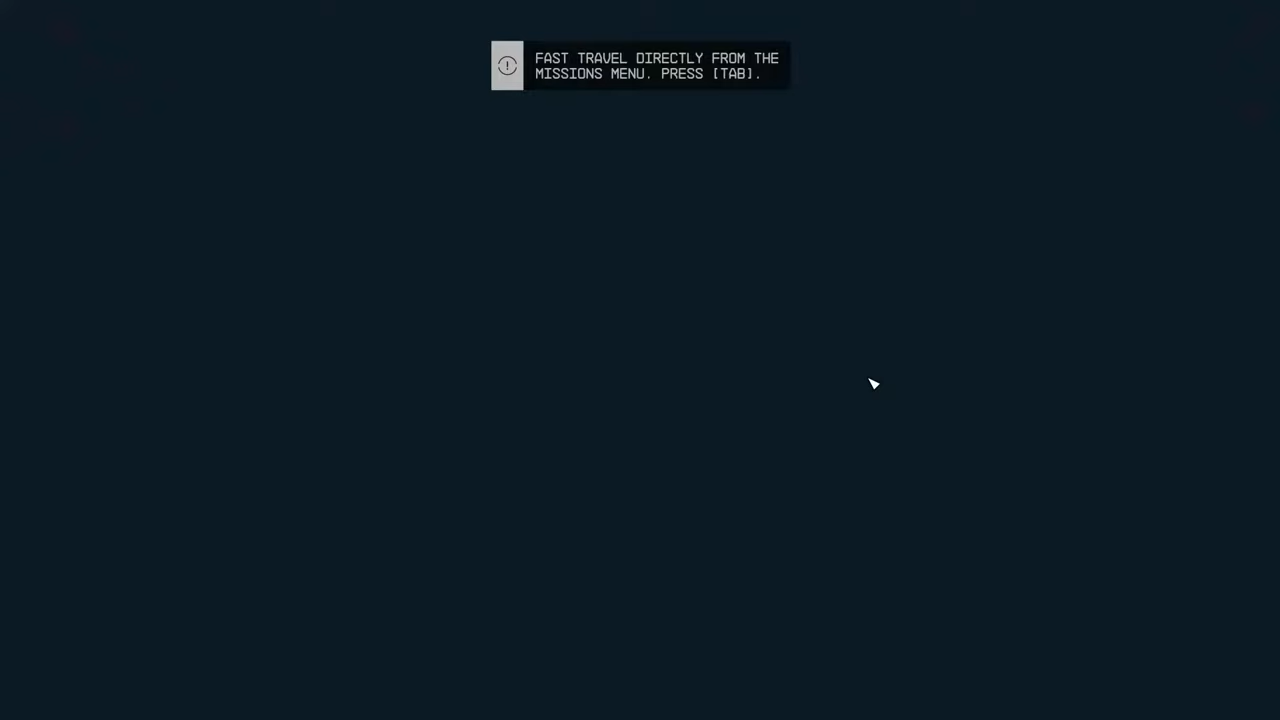 FAST TRAVEL DIRECTLY FROM THE
MISSIONS MENU. PRESS [TAB].